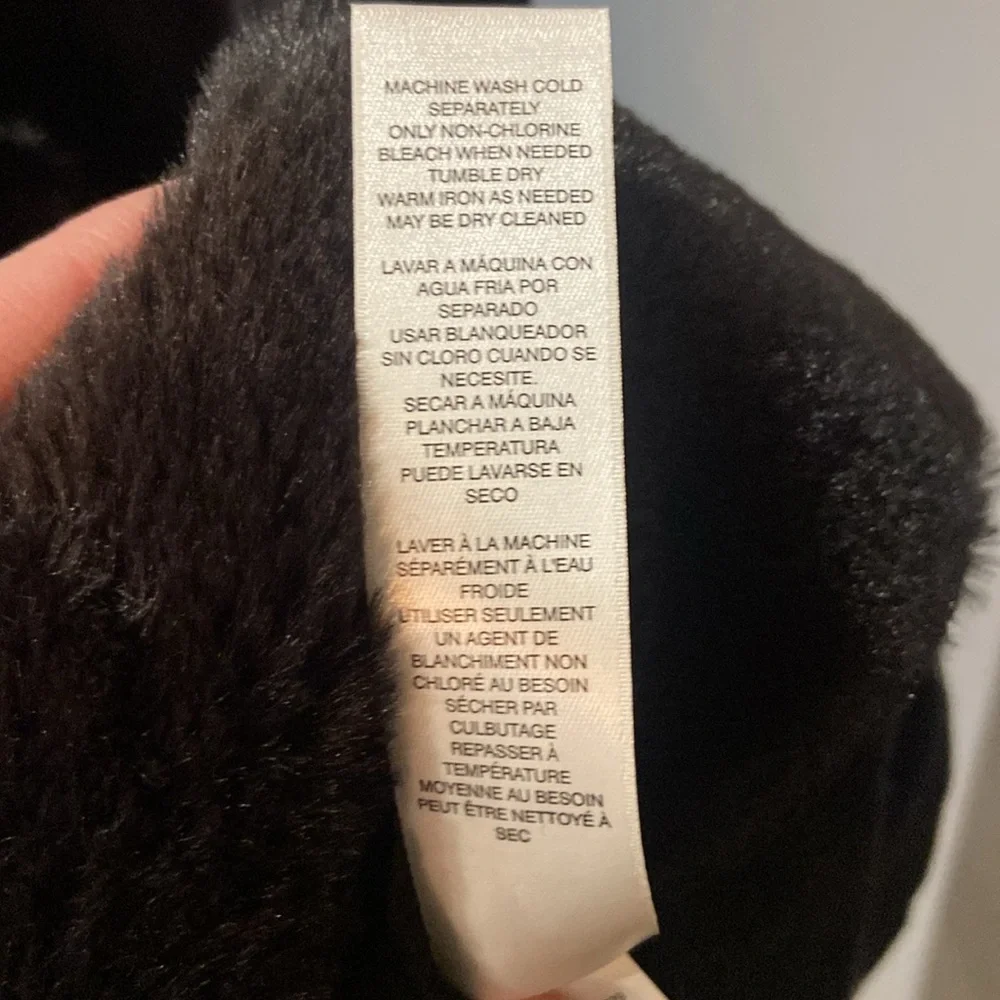 MACHINE WASH COLD
SEPARATELY
ONLY NON-CHLORINE
BLEACH WHEN NEEDED
TUMBLE DRY
WARM IRON AS NEEDED
MAY BE DRY CLEANED
LAVAR A MÁQUINA CON
AGUA FRIA POR
SEPARADO
USAR BLANQUEADOR
SIN CLORO CUANDO SE
NECESITE.
SECAR A MÁQUINA
PLANCHAR A BAJA
TEMPERATURA
PUEDE LAVARSE EN
SECO
LAVER À LA MACHINE
SÉPARÉMENT À L'EAU
FROIDE
UTILISER SEULEMENT
UN AGENT DE
BLANCHIMENT NON
CHLORÉ AU BESOIN
SÉCHER PAR
CULBUTAGE
REPASSER À
TEMPÉRATURE
MOYENNE AU BESOIN
PEUT ÊTRE NETTOYÉ À
SEC